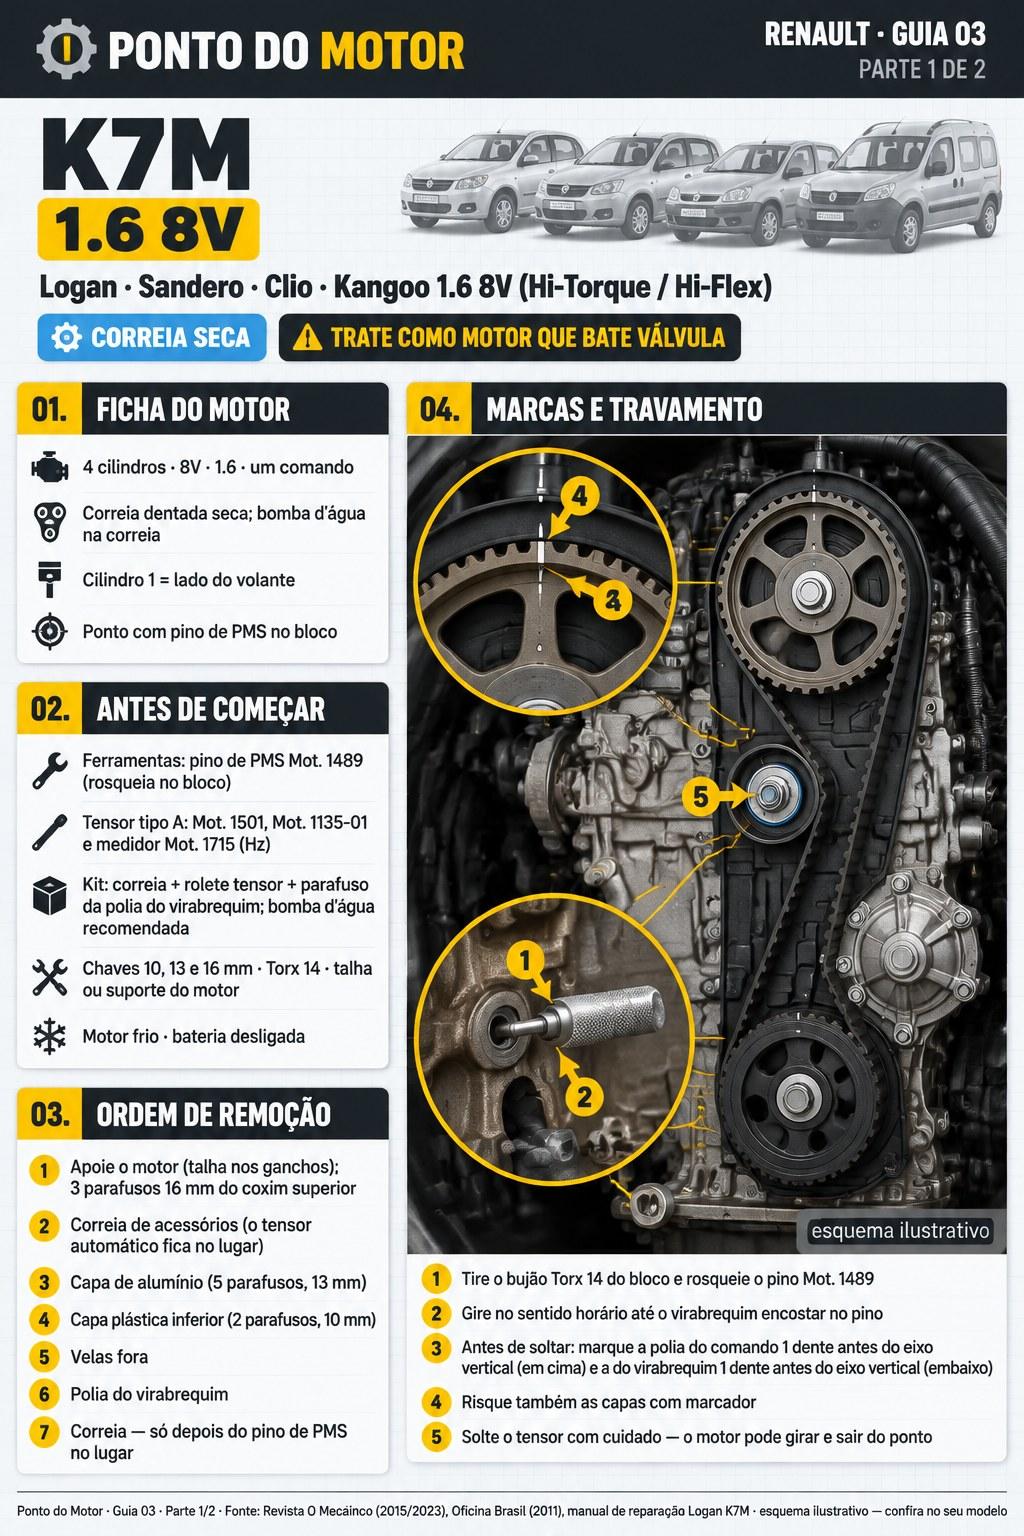 PONTO DO MOTOR
RENAULT · GUIA 03
PARTE 1 DE 2
K7M
1.6 8V
Logan · Sandero · Clio · Kangoo 1.6 8V (Hi-Torque / Hi-Flex)
CORREIA SECA
TRATE COMO MOTOR QUE BATE VÁLVULA
01. FICHA DO MOTOR
4 cilindros · 8V · 1.6 · um comando
Correia dentada seca; bomba d'água
na correia
Cilindro 1 = lado do volante
Ponto com pino de PMS no bloco
02. ANTES DE COMEÇAR
Ferramentas: pino de PMS Mot. 1489
(rosqueia no bloco)
Tensor tipo A: Mot. 1501, Mot. 1135-01
e medidor Mot. 1715 (Hz)
Kit: correia + rolete tensor + parafuso
da polia do virabrequim; bomba d'água
recomendada
Chaves 10, 13 e 16 mm · Torx 14 · talha
ou suporte do motor
Motor frio · bateria desligada
03. ORDEM DE REMOÇÃO
1 Apoie o motor (talha nos ganchos);
3 parafusos 16 mm do coxim superior
2 Correia de acessórios (o tensor
automático fica no lugar)
3 Capa de alumínio (5 parafusos, 13 mm)
4 Capa plástica inferior (2 parafusos, 10 mm)
5 Velas fora
6 Polia do virabrequim
7 Correia — só depois do pino de PMS
no lugar
04. MARCAS E TRAVAMENTO
4
3
5
1
2
esquema ilustrativo
1 Tire o bujão Torx 14 do bloco e rosqueie o pino Mot. 1489
2 Gire no sentido horário até o virabrequim encostar no pino
3 Antes de soltar: marque a polia do comando 1 dente antes do eixo
vertical (em cima) e a do virabrequim 1 dente antes do eixo vertical (embaixo)
4 Risque também as capas com marcador
5 Solte o tensor com cuidado — o motor pode girar e sair do ponto
Ponto do Motor · Guia 03 · Parte 1/2 · Fonte: Revista O Mecáinco (2015/2023), Oficina Brasil (2011), manual de reparação Logan K7M · esquema ilustrativo — confira no seu modelo